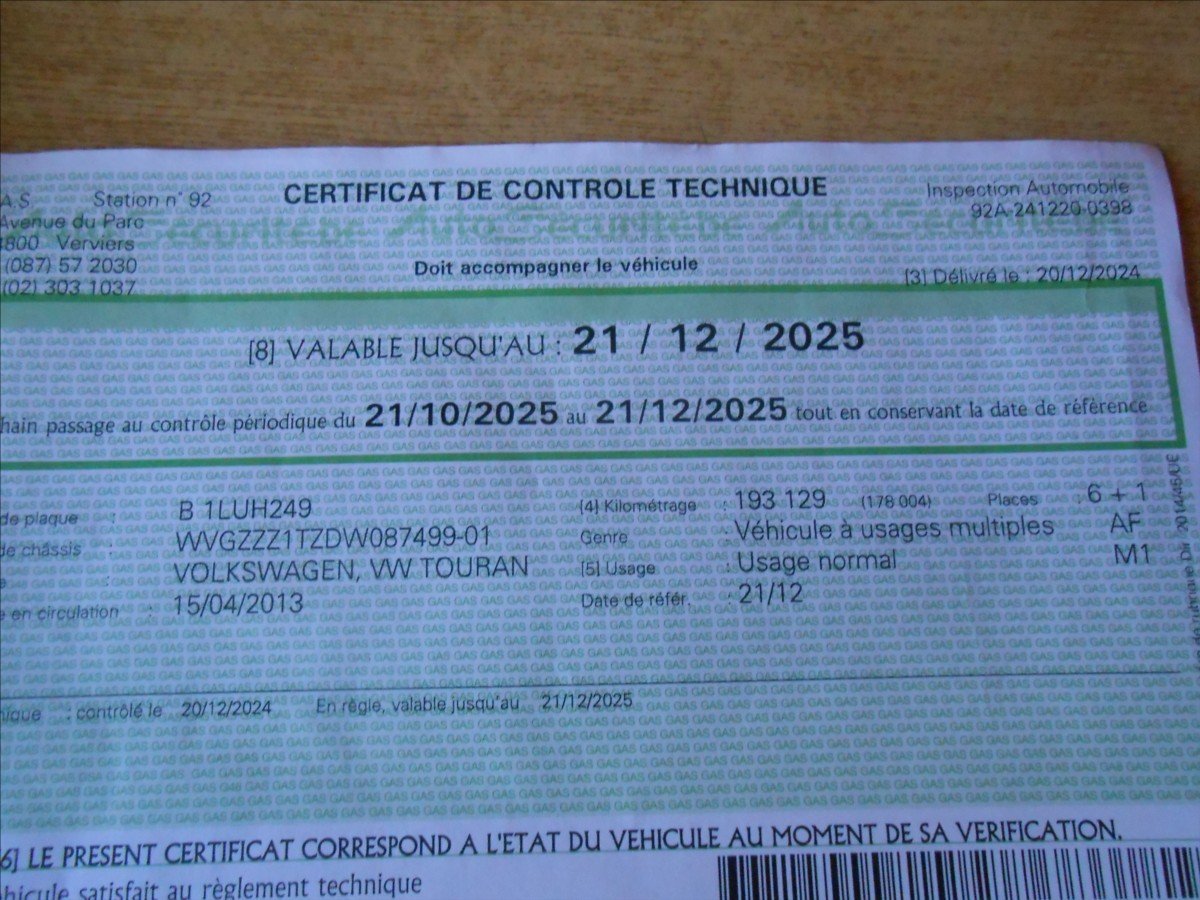 A.S Station n° 92
CERTIFICAT DE CONTROLE TECHNIQUE
Inspection Automobile
92A-241220-0398
Avenue du Parc
4800 Verviers
(087) 57 2030
(02) 303 1037
Doit accompagner le véhicule
[3] Délivré le : 20/12/2024
[8] VALABLE JUSQU'AU : 21 / 12 / 2025
hain passage au contrôle périodique du 21/10/2025 au 21/12/2025 tout en conservant la date de référence
de plaque : B 1LUH249
[4] Kilométrage : 193 129 (178 004) Places : 6 + 1
de châssis : WVGZZZ1TZDW087499-01
Genre : Véhicule à usages multiples AF
e : VOLKSWAGEN, VW TOURAN
[5] Usage : Usage normal M1
e en circulation : 15/04/2013
Date de référ. : 21/12
nique : contrôlé le 20/12/2024 En règle, valable jusqu'au 21/12/2025
6] LE PRESENT CERTIFICAT CORRESPOND A L'ETAT DU VEHICULE AU MOMENT DE SA VERIFICATION.
hicule satisfait au règlement technique